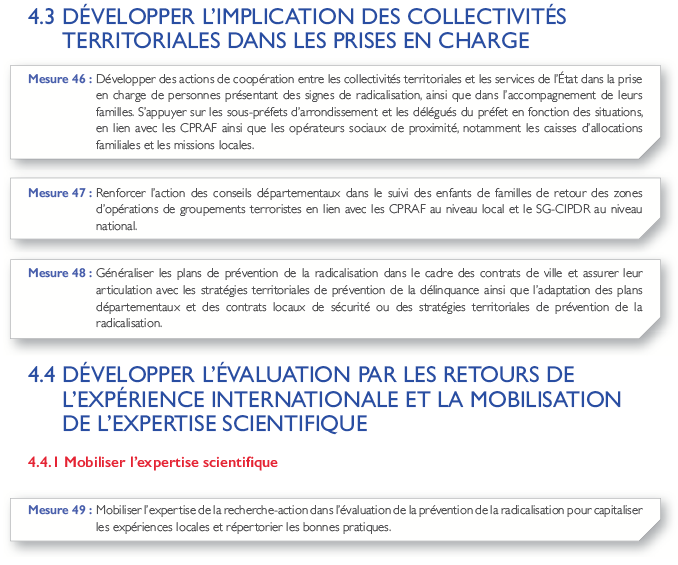 4.3 DÉVELOPPER L’IMPLICATION DES COLLECTIVITÉS
TERRITORIALES DANS LES PRISES EN CHARGE
Mesure 46 : Développer des actions de coopération entre les collectivités territoriales et les services de l’État dans la prise
en charge de personnes présentant des signes de radicalisation, ainsi que dans l’accompagnement de leurs
familles. S’appuyer sur les sous-préfets d’arrondissement et les délégués du préfet en fonction des situations,
en lien avec les CPRAF ainsi que les opérateurs sociaux de proximité, notamment les caisses d’allocations
familiales et les missions locales.
Mesure 47 : Renforcer l’action des conseils départementaux dans le suivi des enfants de familles de retour des zones
d’opérations de groupements terroristes en lien avec les CPRAF au niveau local et le SG-CIPDR au niveau
national.
Mesure 48 : Généraliser les plans de prévention de la radicalisation dans le cadre des contrats de ville et assurer leur
articulation avec les stratégies territoriales de prévention de la délinquance ainsi que l’adaptation des plans
départementaux et des contrats locaux de sécurité ou des stratégies territoriales de prévention de la
radicalisation.
4.4 DÉVELOPPER L’ÉVALUATION PAR LES RETOURS DE
L’EXPÉRIENCE INTERNATIONALE ET LA MOBILISATION
DE L’EXPERTISE SCIENTIFIQUE
4.4.1 Mobiliser l’expertise scientifique
Mesure 49 : Mobiliser l’expertise de la recherche-action dans l’évaluation de la prévention de la radicalisation pour capitaliser
les expériences locales et répertorier les bonnes pratiques.